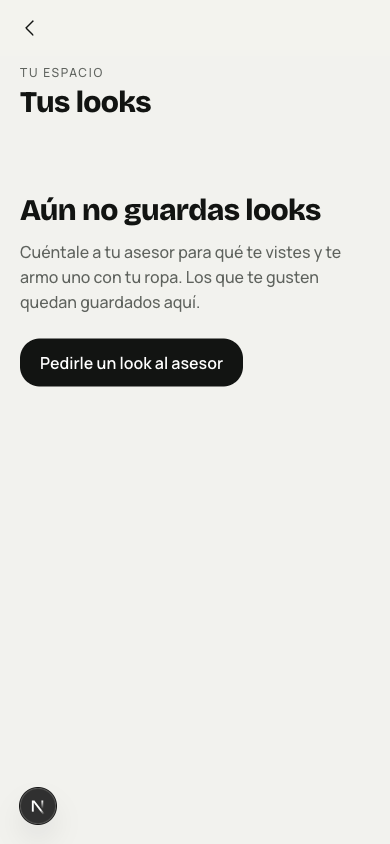 TU ESPACIO
Tus looks
Aún no guardas looks
Cuéntale a tu asesor para qué te vistes y te
armo uno con tu ropa. Los que te gusten
quedan guardados aquí.
Pedirle un look al asesor
N